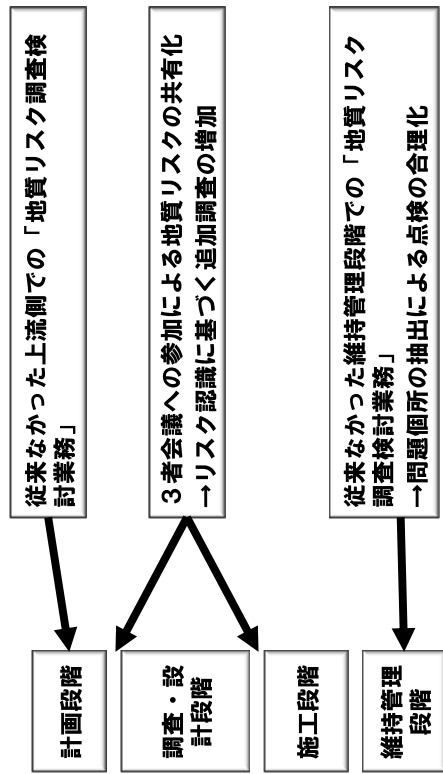 計画段階
調査・設
計段階
施工段階
維持管理
段階
従来なかった上流側での「地質リスク調査検
討業務」
３者会議への参加による地質リスクの共有化
→リスク認識に基づく追加調査の増加
従来なかった維持管理段階での「地質リスク
調査検討業務」
→問題個所の抽出による点検の合理化